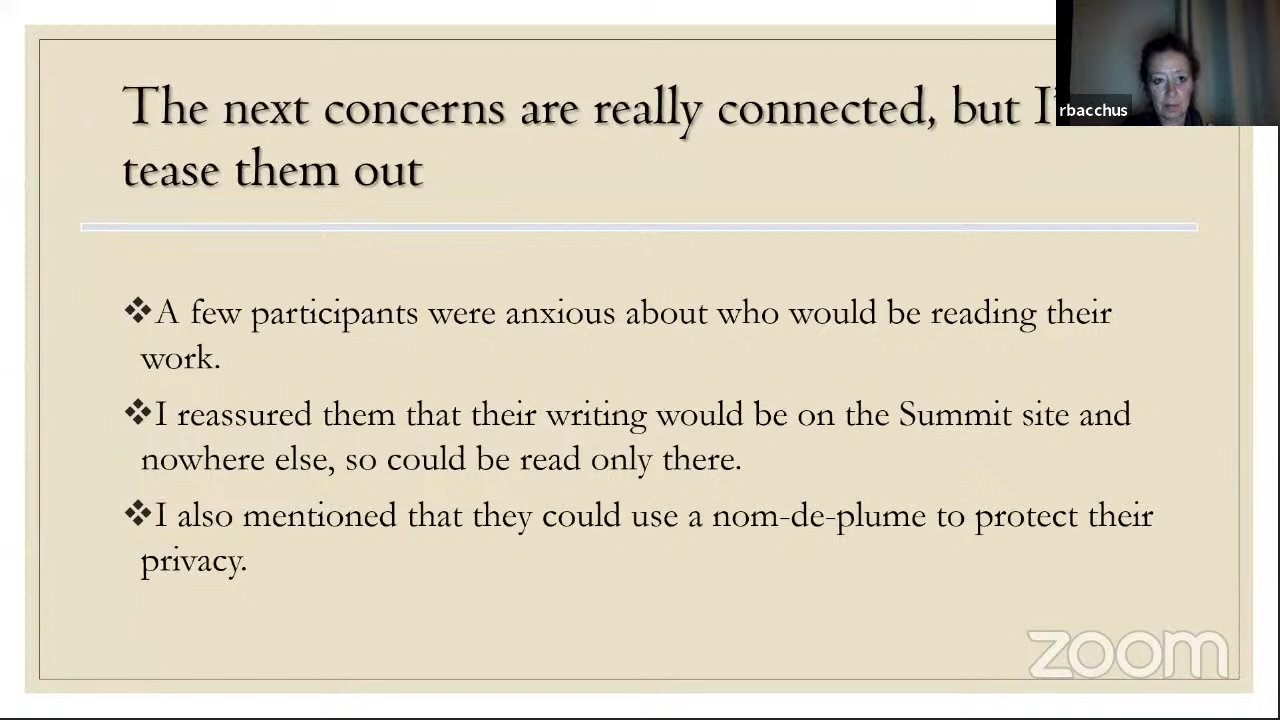 The next concerns are really connected, but I'
tease them out
rbacchus
❖A few participants were anxious about who would be reading their
work.
❖I reassured them that their writing would be on the Summit site and
nowhere else, so could be read only there.
❖I also mentioned that they could use a nom-de-plume to protect their
privacy.
zoom